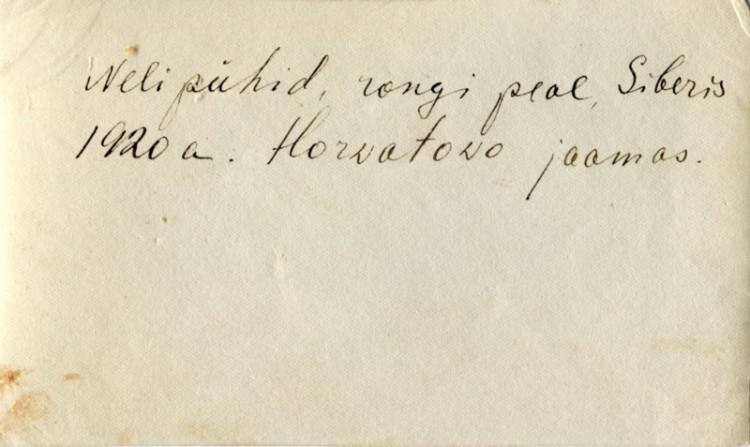 Nelipühid, rongi peal, Siberis
1920 a. Horvatovo jaamas.